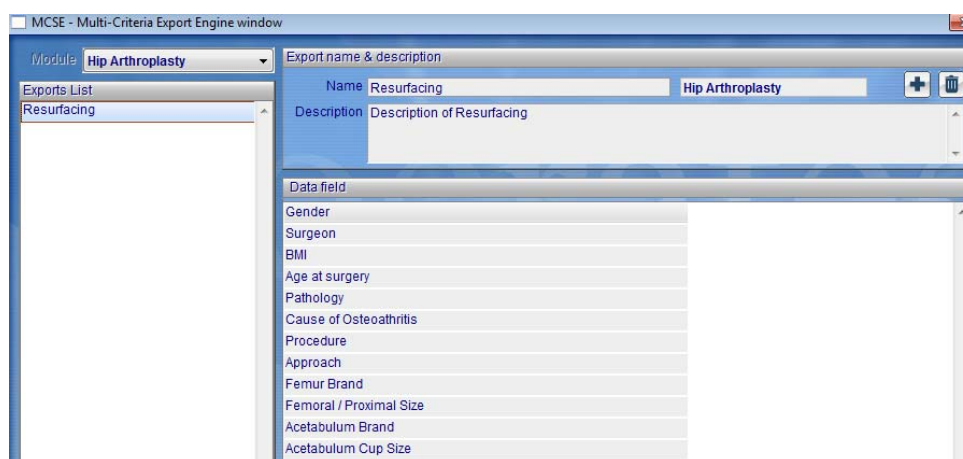 MCSE - Multi-Criteria Export Engine window
Module Hip Arthroplasty
Exports List
Resurfacing
Export name & description
Name Resurfacing Hip Arthroplasty
Description Description of Resurfacing
Data field
Gender
Surgeon
BMI
Age at surgery
Pathology
Cause of Osteoathritis
Procedure
Approach
Femur Brand
Femoral / Proximal Size
Acetabulum Brand
Acetabulum Cup Size